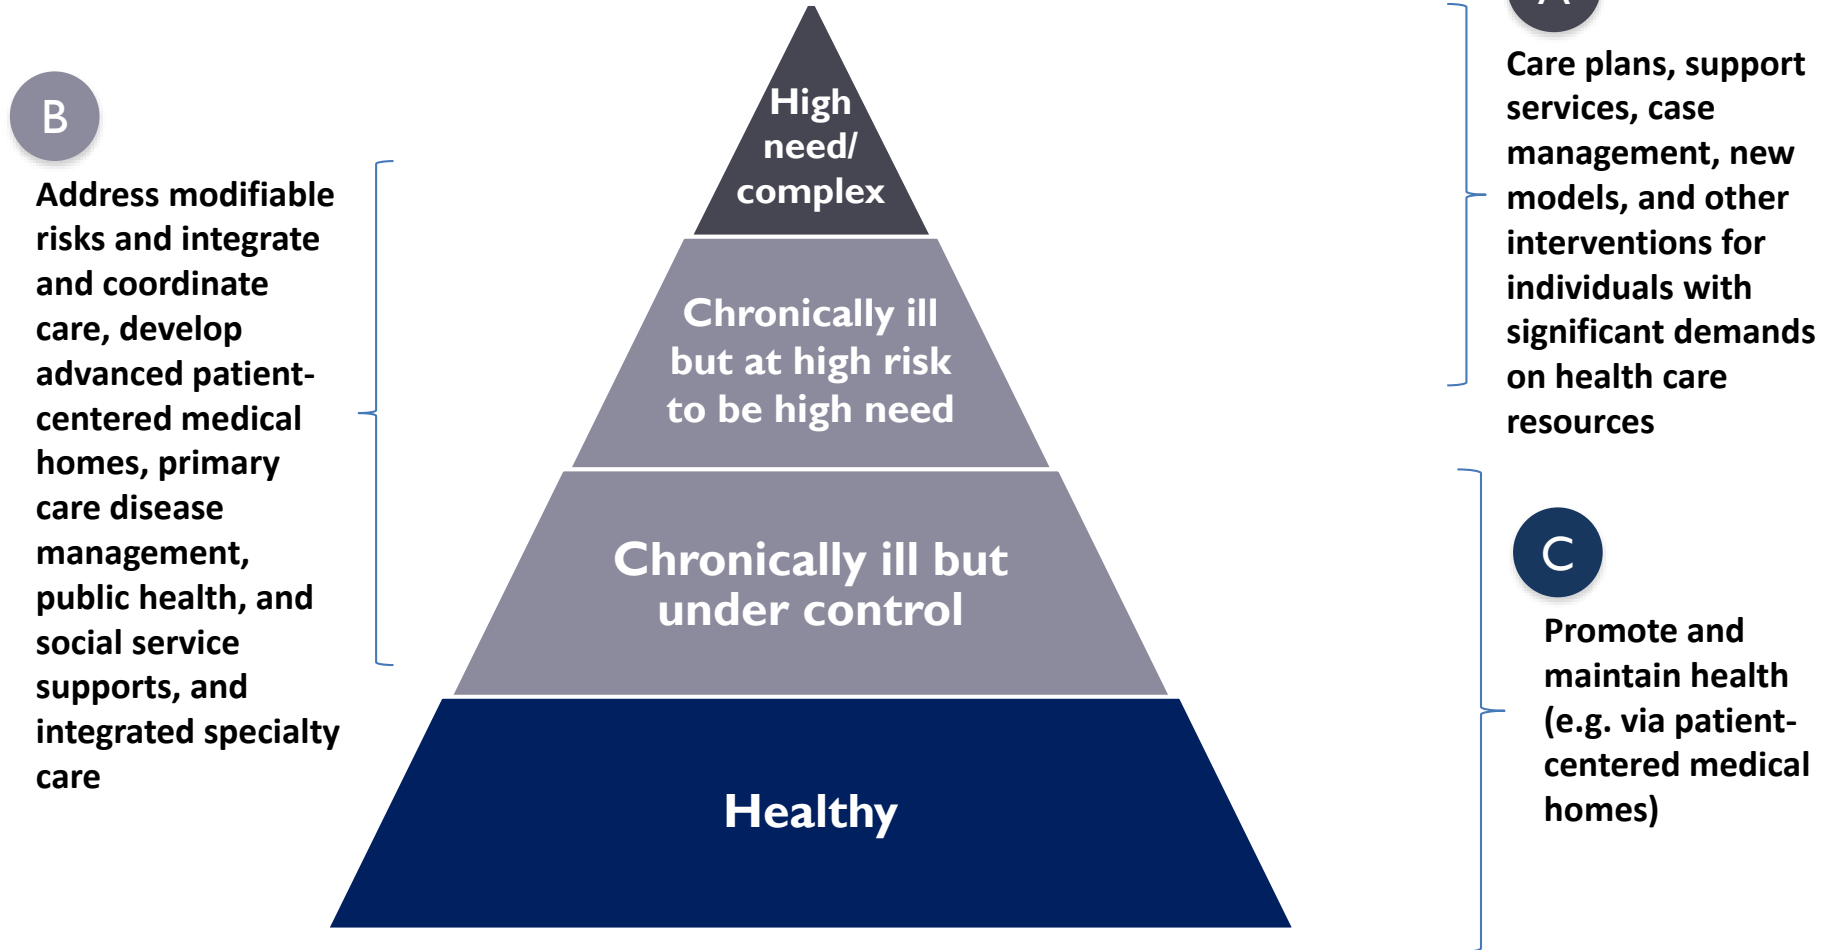 A
Care plans, support
services, case
management, new
models, and other
interventions for
individuals with
significant demands
on health care
resources
B
Address modifiable
risks and integrate
and coordinate
care, develop
advanced patient-
centered medical
homes, primary
care disease
management,
public health, and
social service
supports, and
integrated specialty
care
High
need/
complex
Chronically ill
but at high risk
to be high need
Chronically ill but
under control
Healthy
C
Promote and
maintain health
(e.g. via patient-
centered medical
homes)